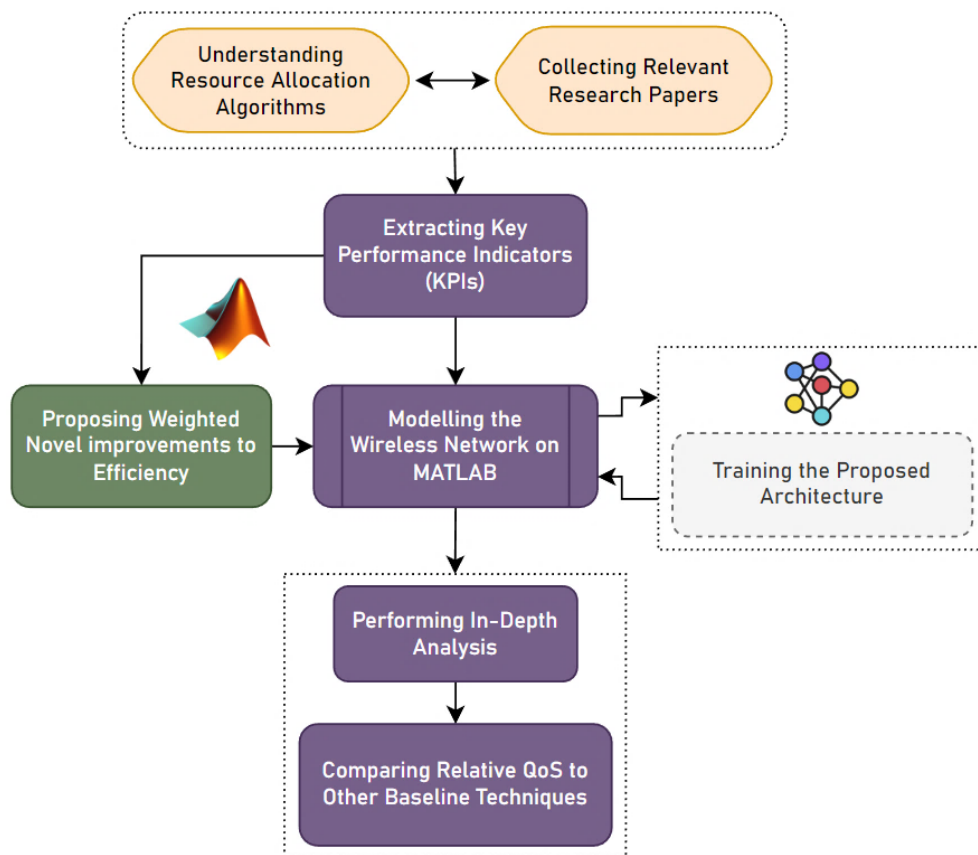 Understanding
Resource Allocation
Algorithms
Collecting Relevant
Research Papers
Extracting Key
Performance Indicators
(KPIs)
Proposing Weighted
Novel improvements to
Efficiency
Modelling the
Wireless Network on
MATLAB
Training the Proposed
Architecture
Performing In-Depth
Analysis
Comparing Relative QoS to
Other Baseline Techniques